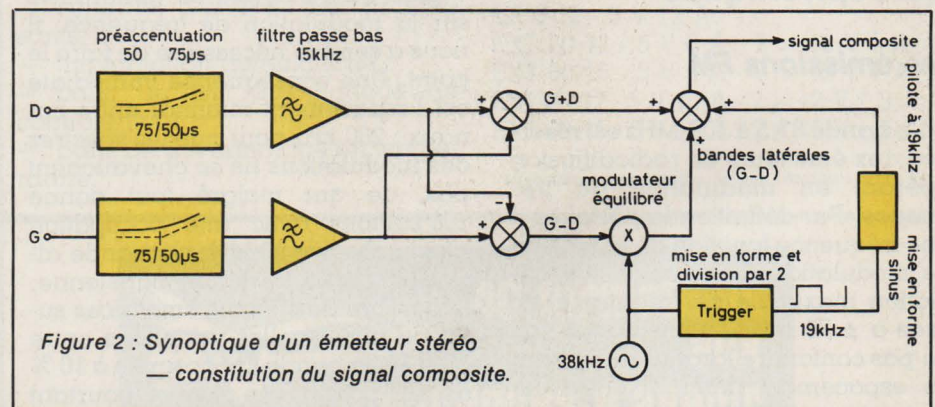 préaccentuation
50 75µs
filtre passe bas
15kHz
signal composite
D
75/50µs
+
+
G+D
+
+
+
pilote à 19kHz
bandes latérales
(G–D)
modulateur
équilibré
G
75/50µs
–
+
G–D
X
mise en forme et
division par 2
Trigger
19kHz
mise en forme
sinus
38kHz
Figure 2 : Synoptique d'un émetteur stéréo
— constitution du signal composite.